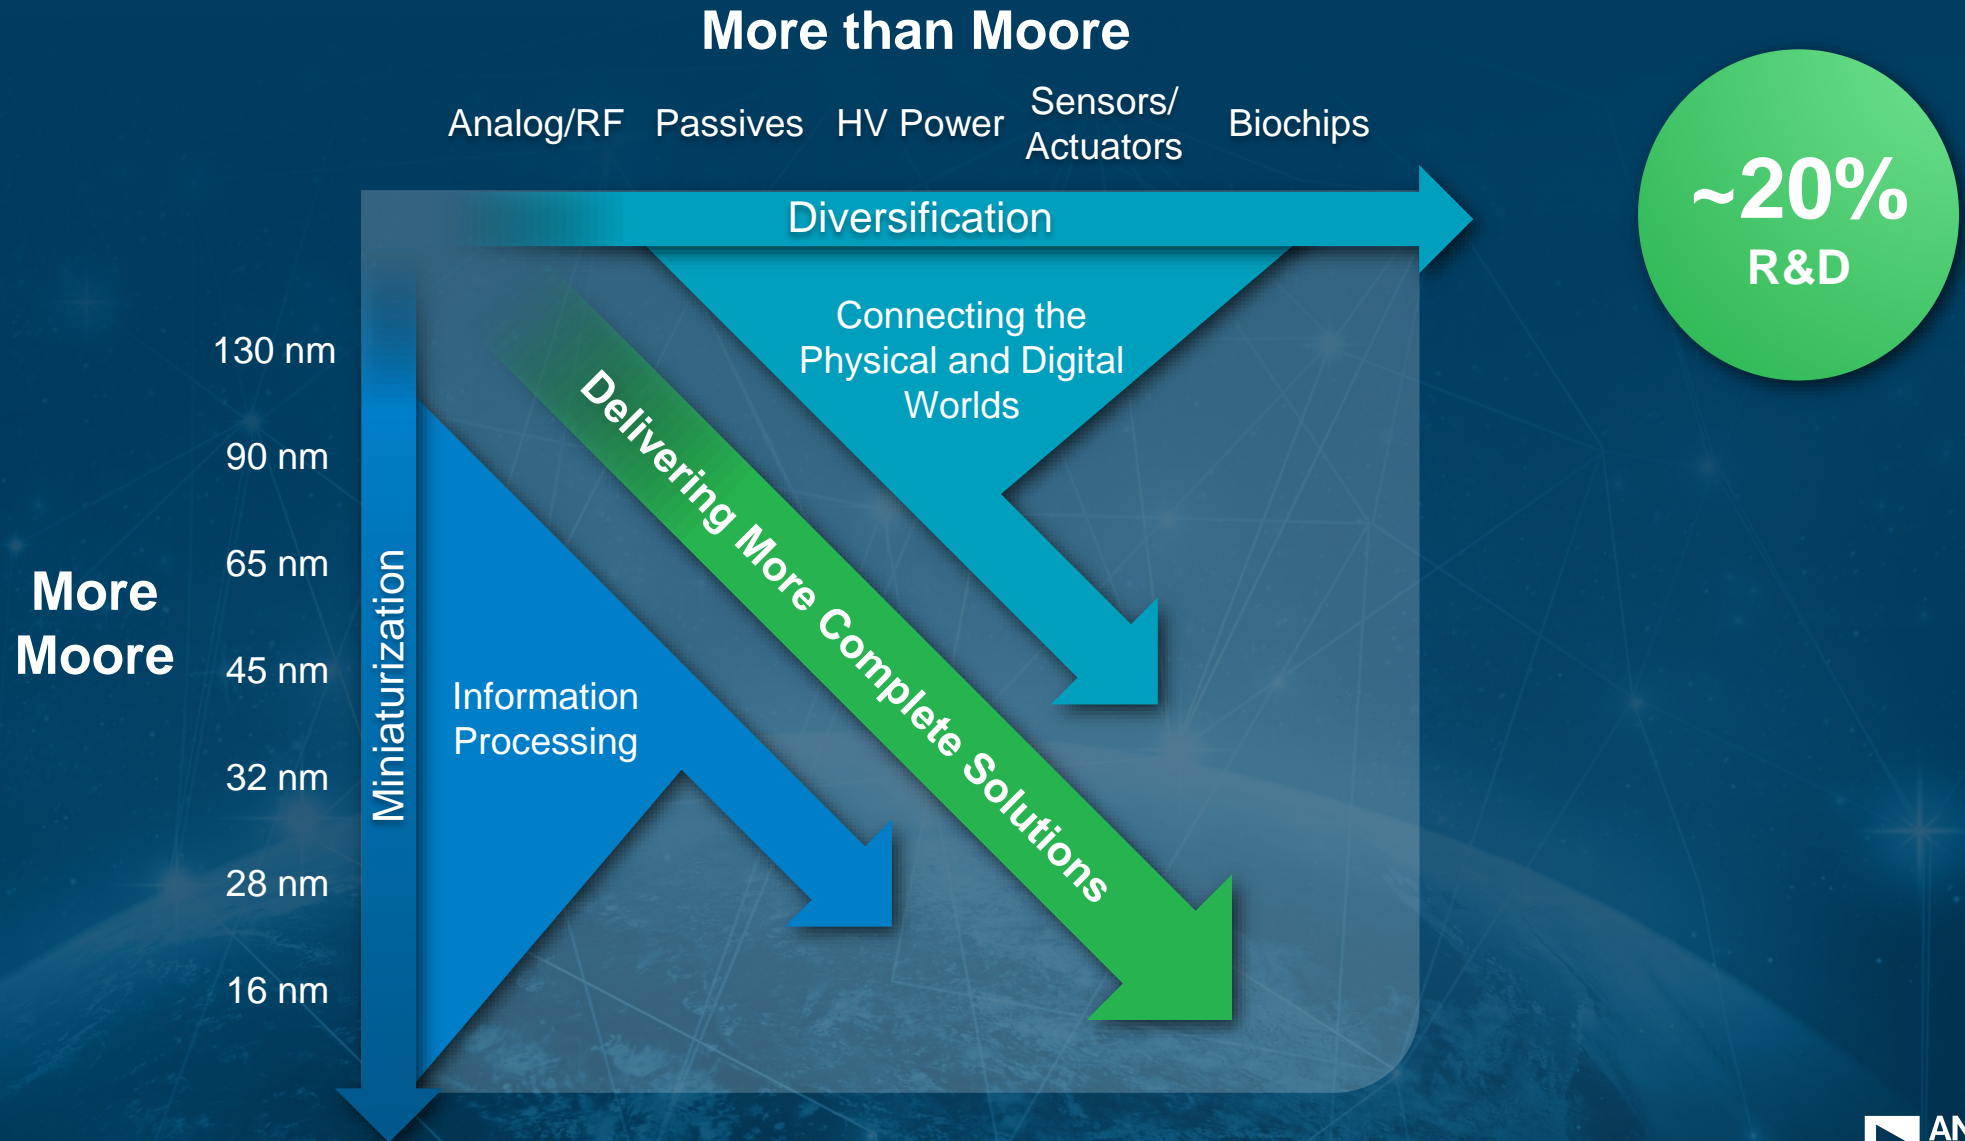 More than Moore
Analog/RF
Passives
HV Power
Sensors/
Actuators
Biochips
~20%
R&D
Diversification
Connecting the
Physical and Digital
Worlds
130 nm
90 nm
65 nm
45 nm
32 nm
28 nm
16 nm
More
Moore
Miniaturization
Information
Processing
Delivering More Complete Solutions
AN